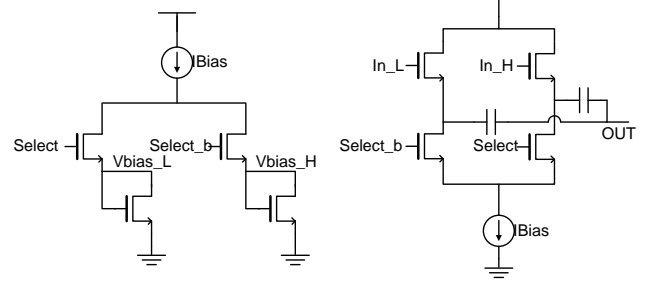 IBias
Select
Select_b
Vbias_L
Vbias_H
In_L
In_H
OUT
Select_b
Select
IBias